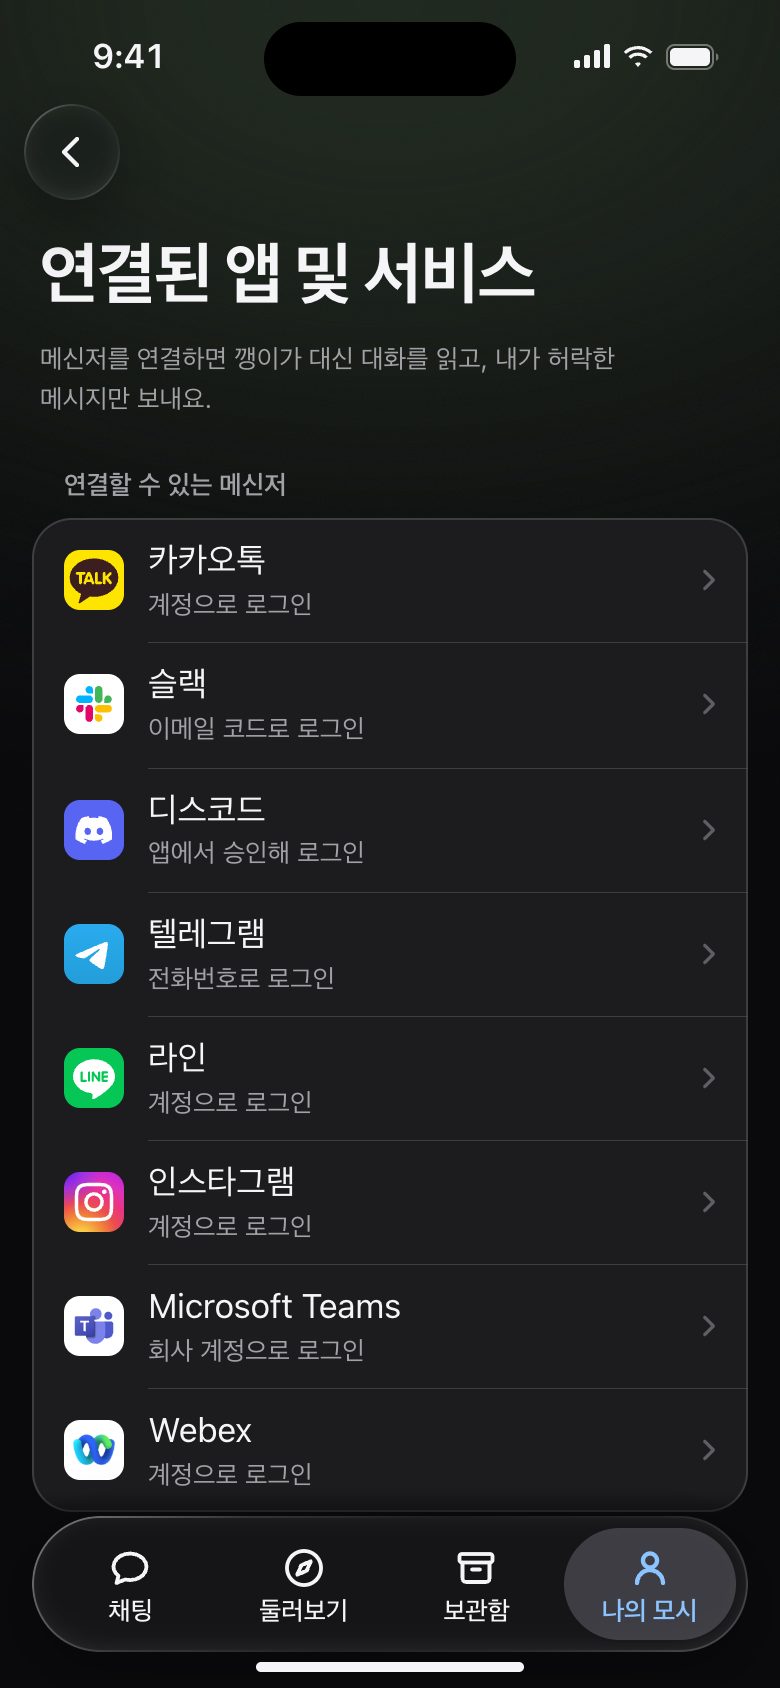 9:41
연결된 앱 및 서비스
메신저를 연결하면 깽이가 대신 대화를 읽고, 내가 허락한
메시지만 보내요.
연결할 수 있는 메신저
TALK
카카오톡
계정으로 로그인
슬랙
이메일 코드로 로그인
디스코드
앱에서 승인해 로그인
텔레그램
전화번호로 로그인
LINE
라인
계정으로 로그인
인스타그램
계정으로 로그인
T
Microsoft Teams
회사 계정으로 로그인
Webex
계정으로 로그인
채팅
둘러보기
보관함
나의 모시